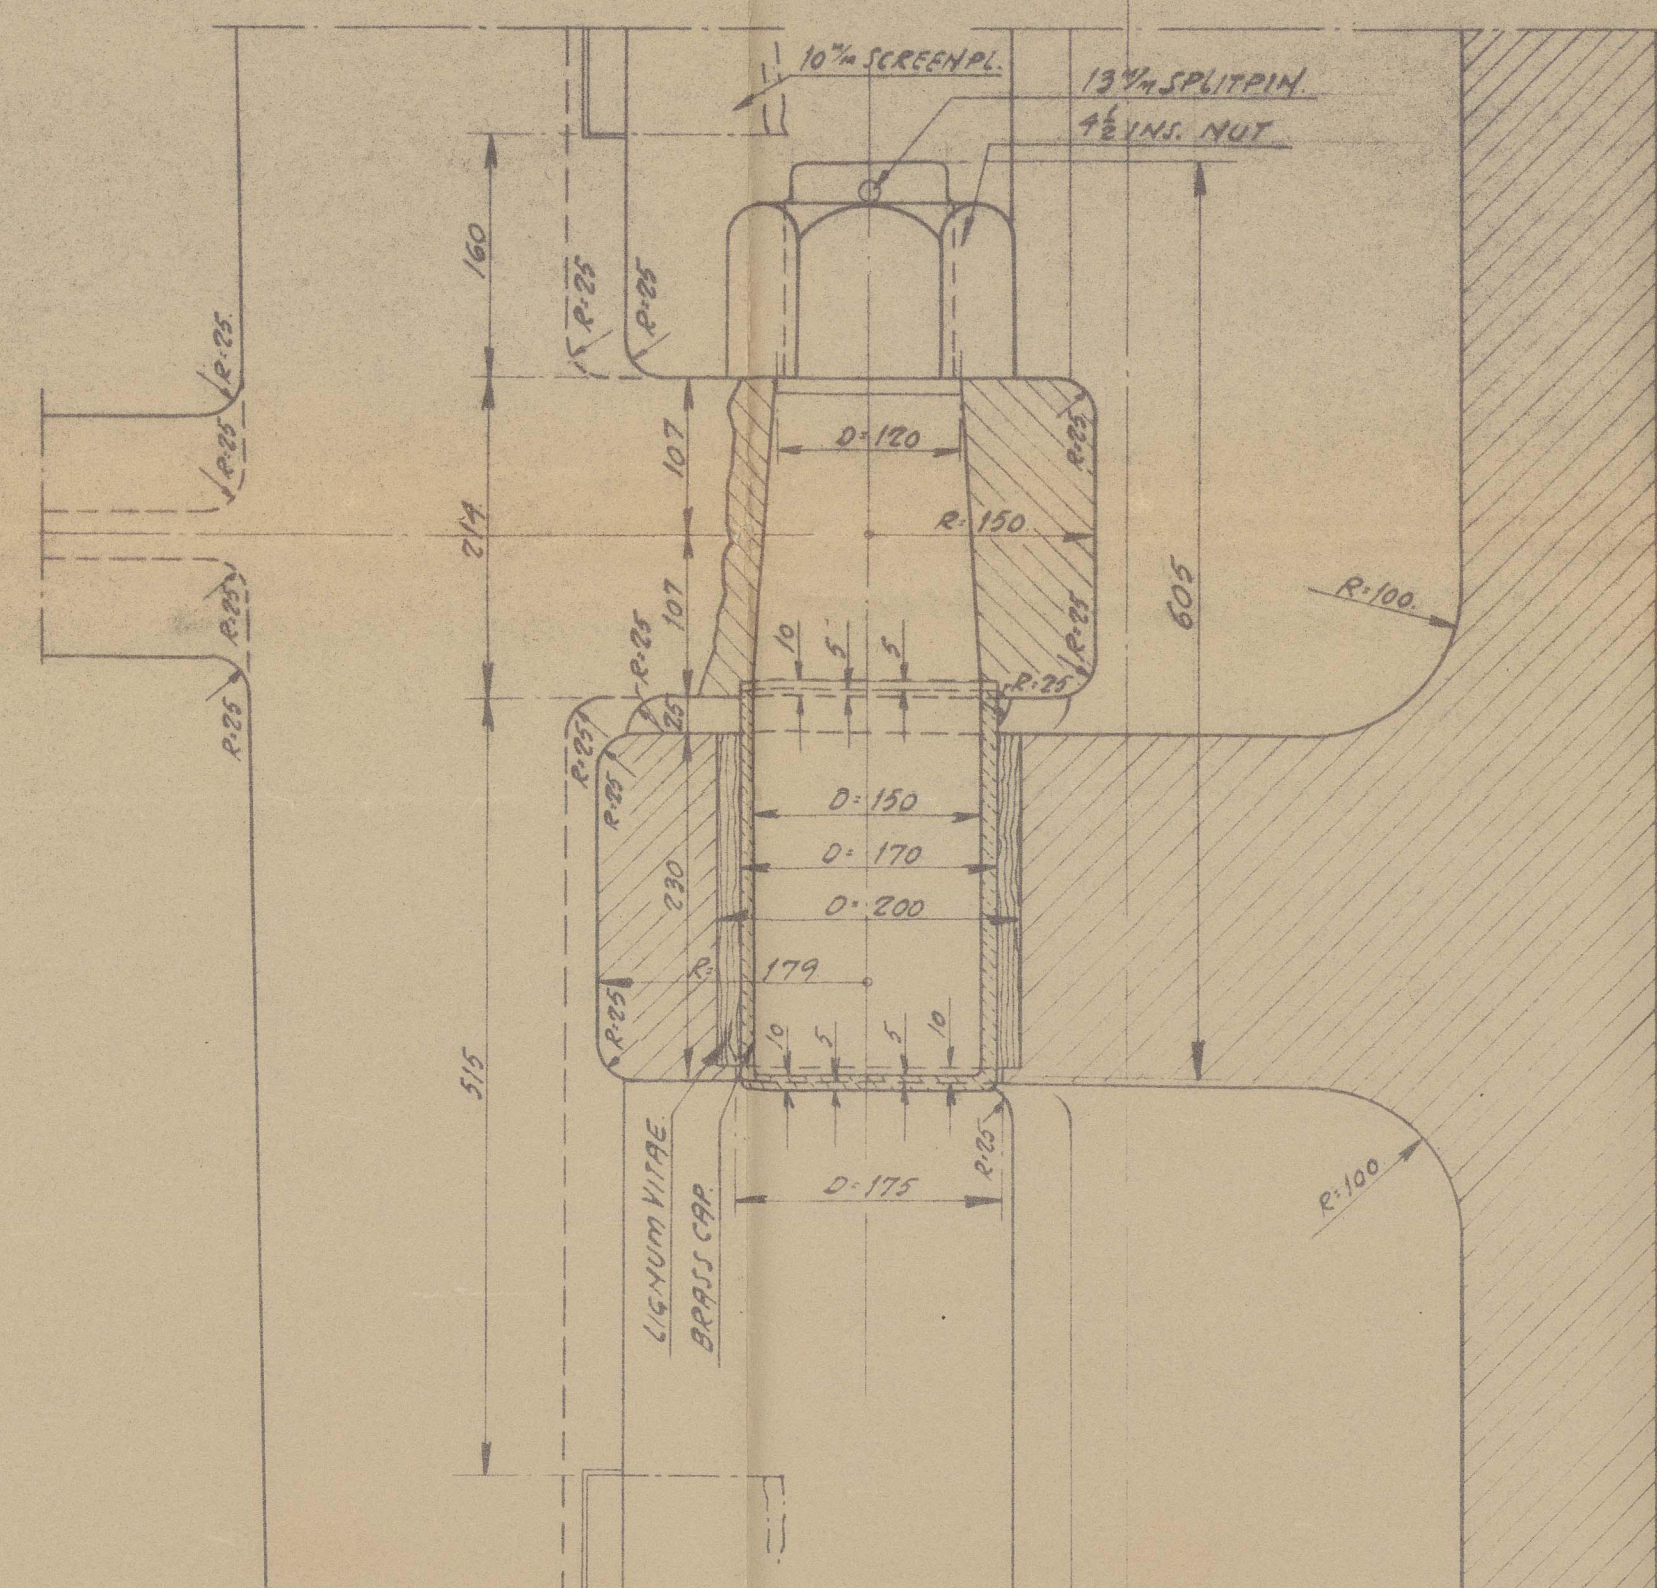 10 m/m SCREENPL.
13 m/m SPLITPIN.
4½ INS. NUT
160
R=25
R=25
R=25.
R=25
107
D=120
R=25
214
R=150
605
R=100.
R=25
107
R=25
10
5
5
R=25
R=25
R=25
25
R=25
R=25
D=150
D=170
230
D=200
R=179
R=25
10
5
5
10
515
R=25
LIGNUM VITAE.
BRASS CAP.
D=175
R=100